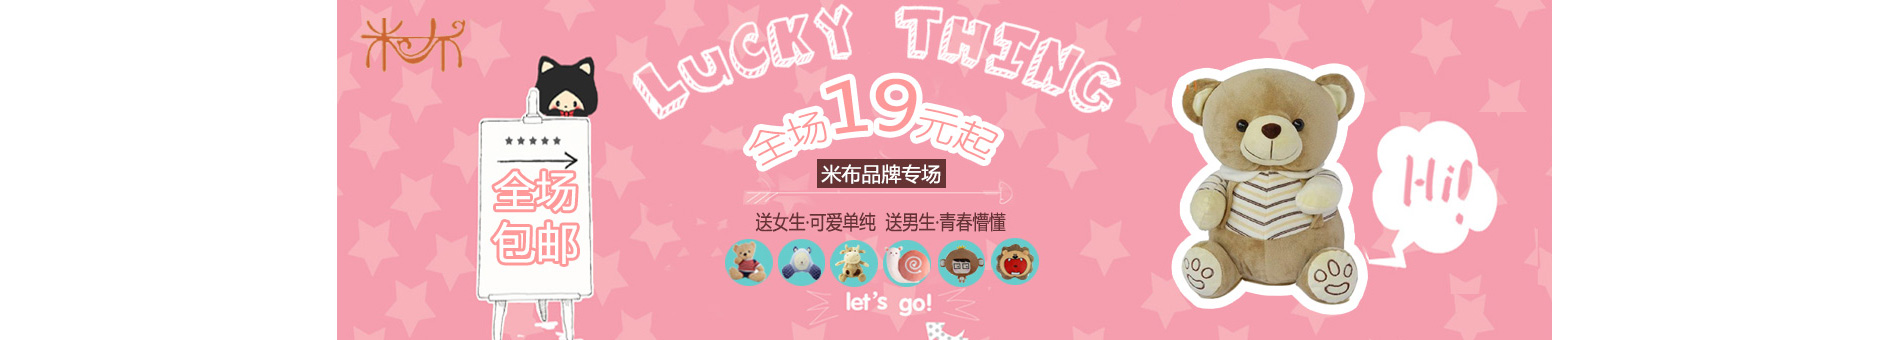 米布
LUCKY THING
全场19元起
米布品牌专场
送女生·可爱单纯 送男生·青春懵懂
let's go!
全场
包邮
Hi!